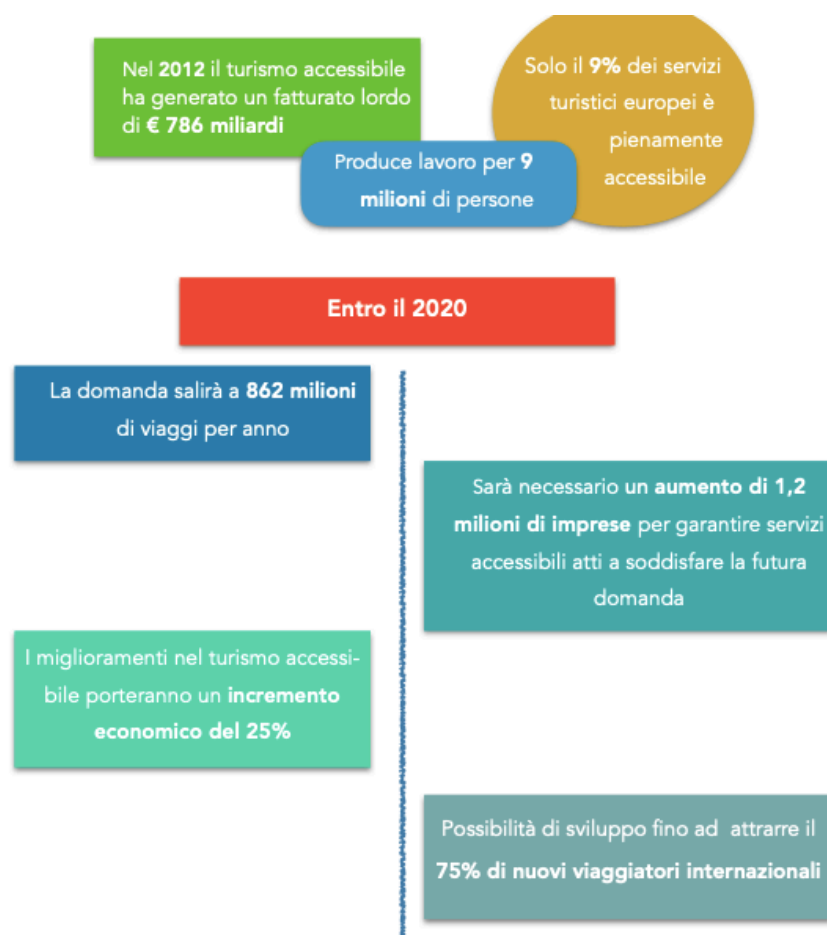 Nel 2012 il turismo accessibile
ha generato un fatturato lordo
di € 786 miliardi
Solo il 9% dei servizi
turistici europei è
pienamente
accessibile
Produce lavoro per 9
milioni di persone
Entro il 2020
La domanda salirà a 862 milioni
di viaggi per anno
Sarà necessario un aumento di 1,2
milioni di imprese per garantire servizi
accessibili atti a soddisfare la futura
domanda
I miglioramenti nel turismo accessi-
bile porteranno un incremento
economico del 25%
Possibilità di sviluppo fino ad attrarre il
75% di nuovi viaggiatori internazionali